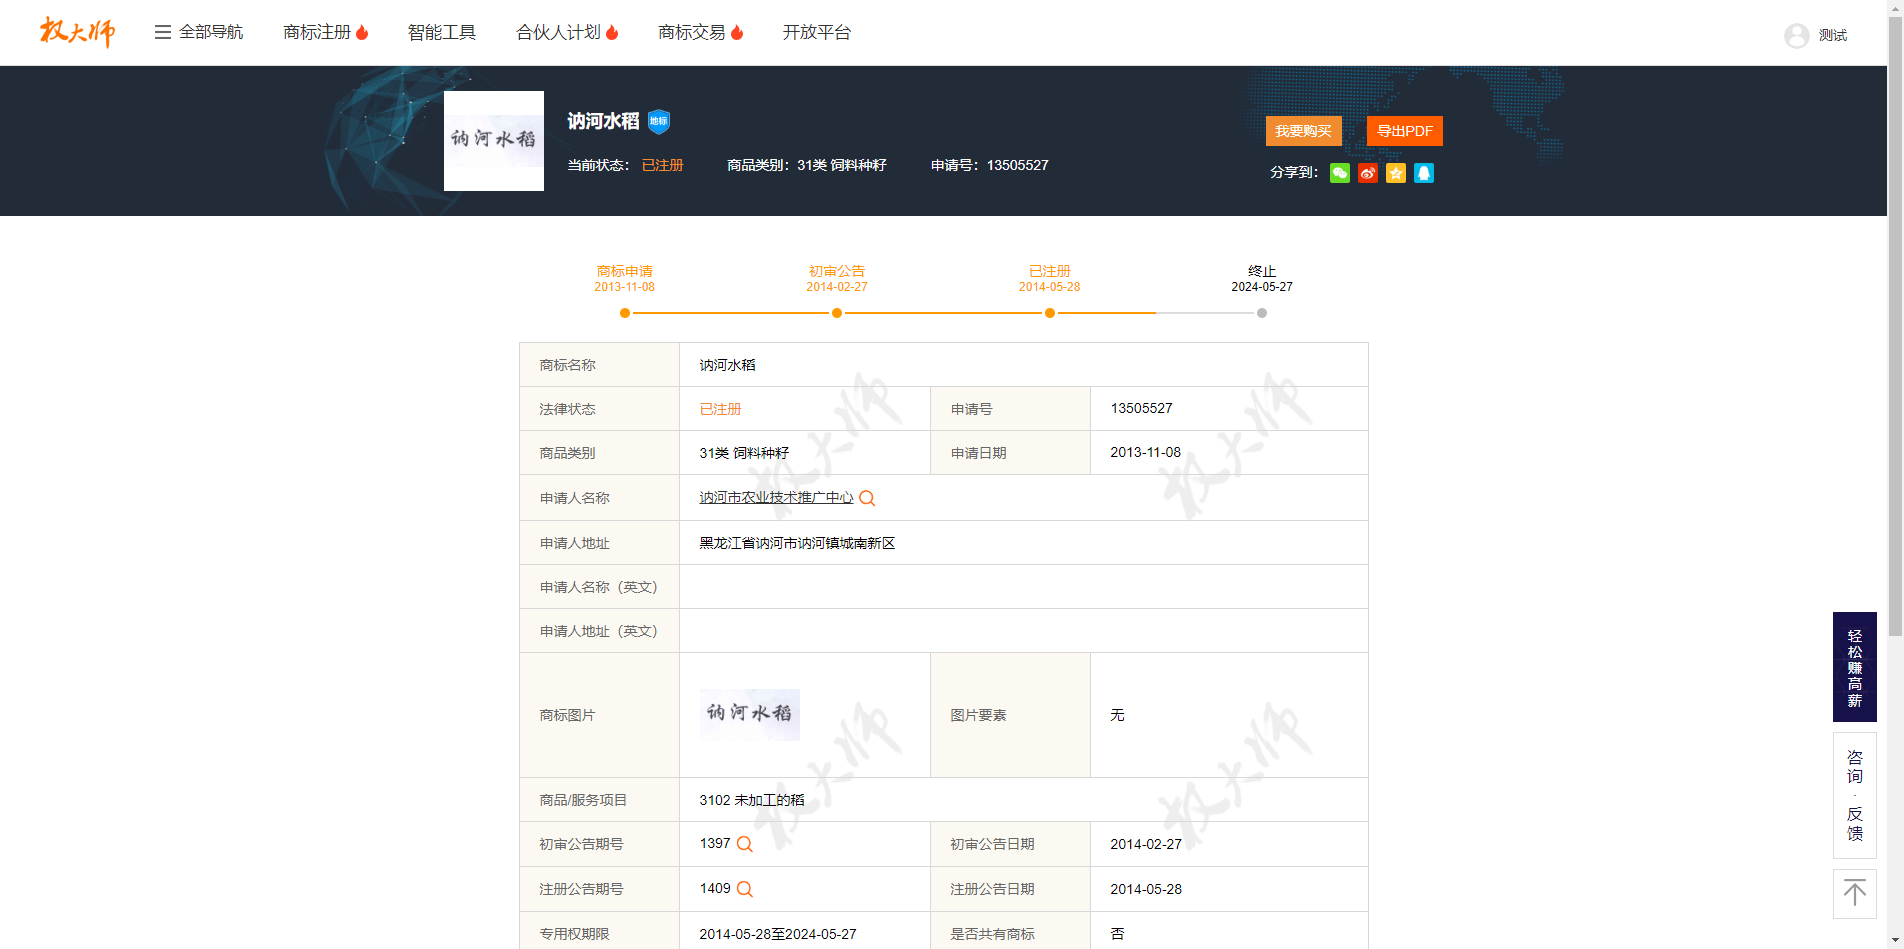 权大师
全部导航 商标注册 智能工具 合伙人计划 商标交易 开放平台 测试
讷河水稻
讷河水稻 地标
当前状态： 已注册 商品类别：31类 饲料种籽 申请号：13505527
我要购买 导出PDF
分享到：
商标申请 初审公告 已注册 终止
2013-11-08 2014-02-27 2014-05-28 2024-05-27
商标名称 讷河水稻
法律状态 已注册 申请号 13505527
商品类别 31类 饲料种籽 申请日期 2013-11-08
申请人名称 讷河市农业技术推广中心
申请人地址 黑龙江省讷河市讷河镇城南新区
申请人名称（英文）
申请人地址（英文）
商标图片 讷河水稻 图片要素 无
商品/服务项目 3102 未加工的稻
初审公告期号 1397 初审公告日期 2014-02-27
注册公告期号 1409 注册公告日期 2014-05-28
专用权期限 2014-05-28至2024-05-27 是否共有商标 否
权大师
权大师
权大师
权大师
轻松赚高薪
咨询·反馈